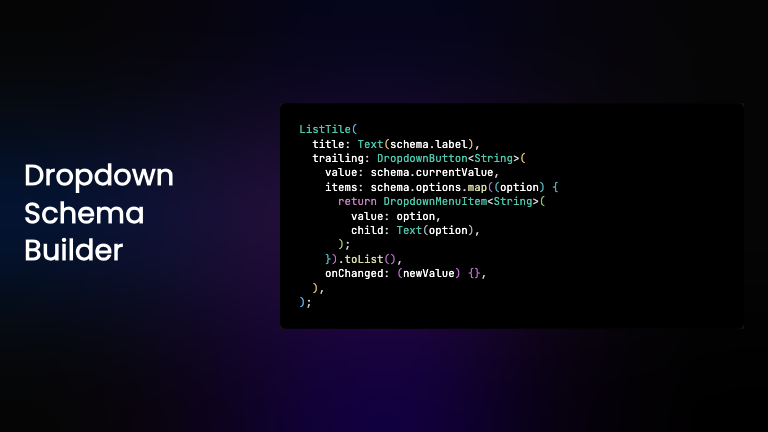 Dropdown
Schema
Builder
ListTile(
  title: Text(schema.label),
  trailing: DropdownButton<String>(
    value: schema.currentValue,
    items: schema.options.map((option) {
      return DropdownMenuItem<String>(
        value: option,
        child: Text(option),
      );
    }).toList(),
    onChanged: (newValue) {},
  ),
);